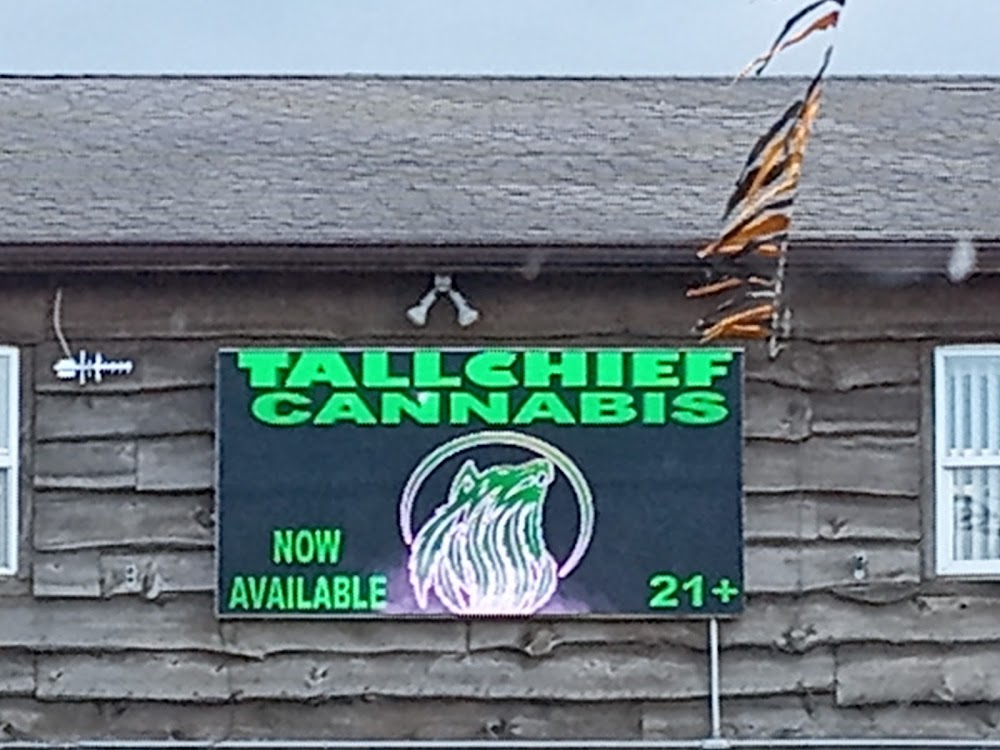 TALLCHIEF
CANNABIS
NOW
AVAILABLE
21+